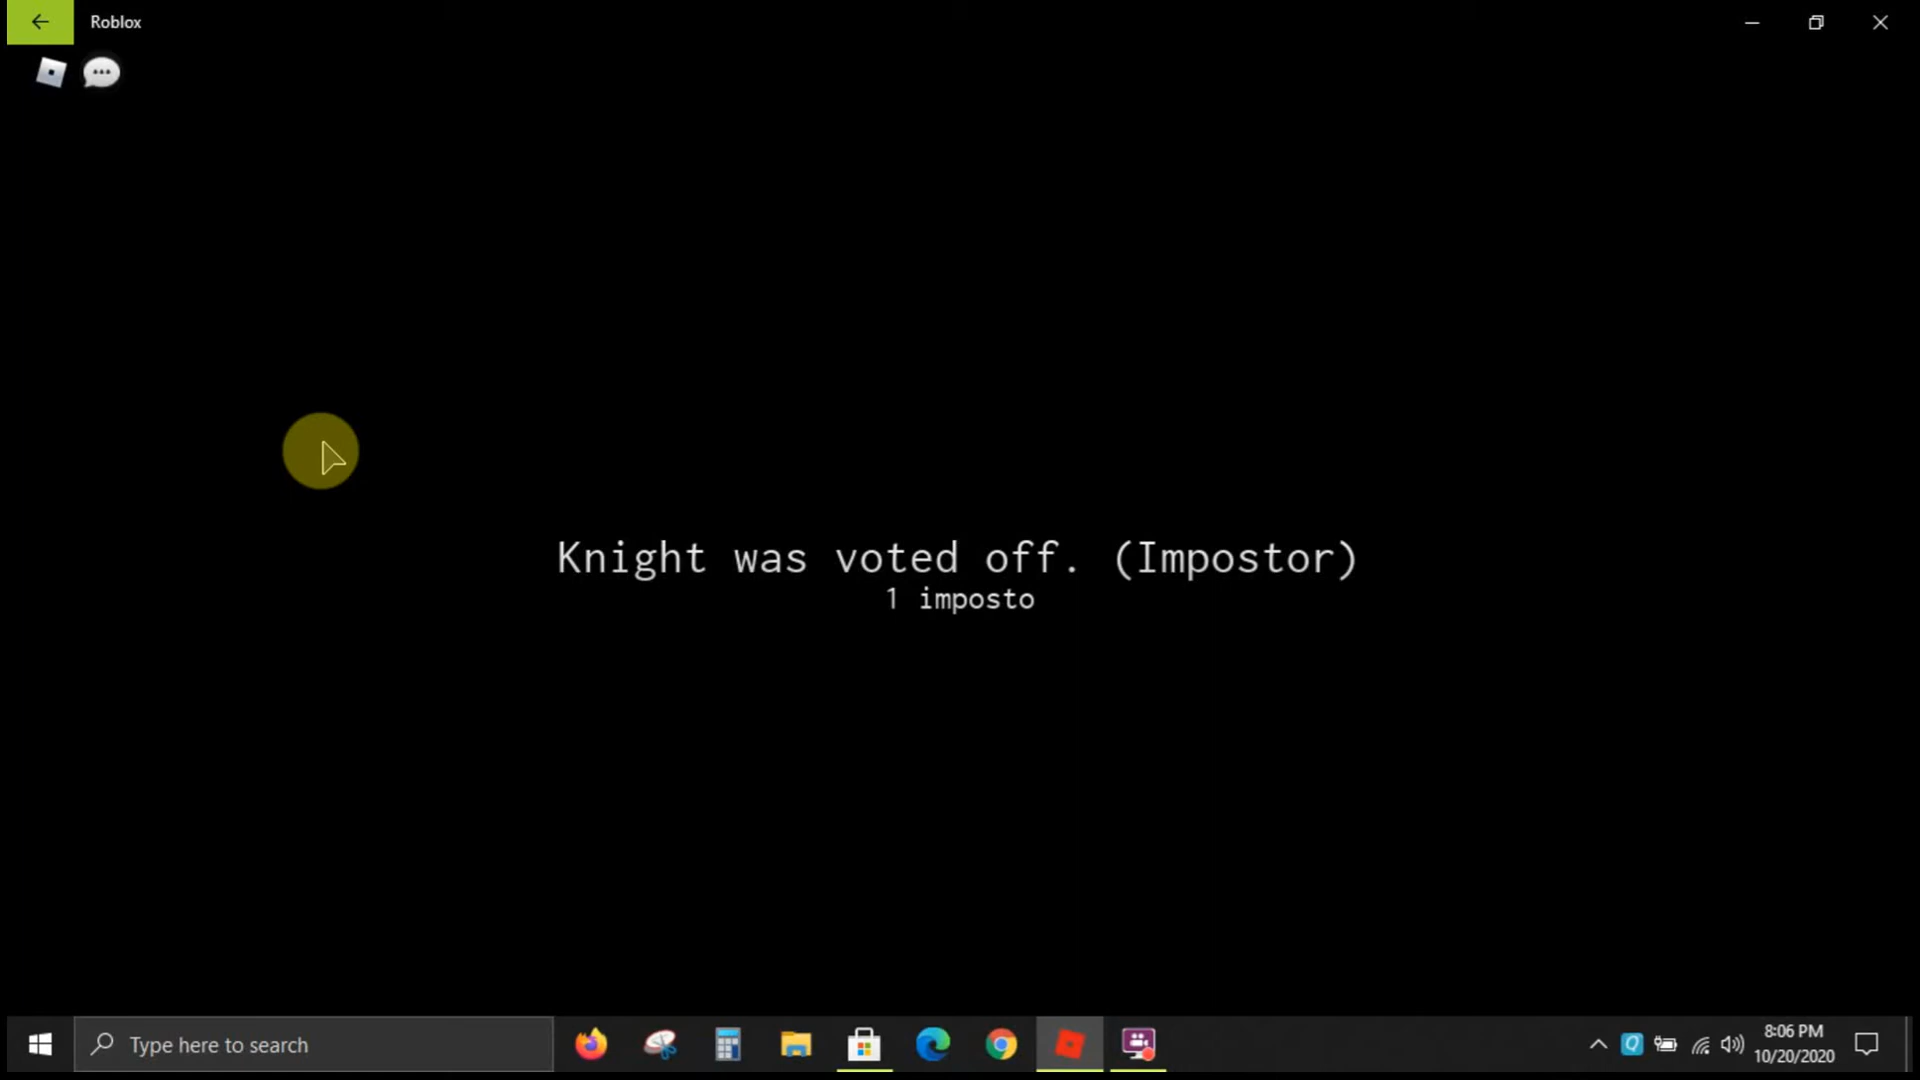 Roblox
Knight was voted off. (Impostor)
1 imposto
Type here to search
Q
8:06 PM
10/20/2020